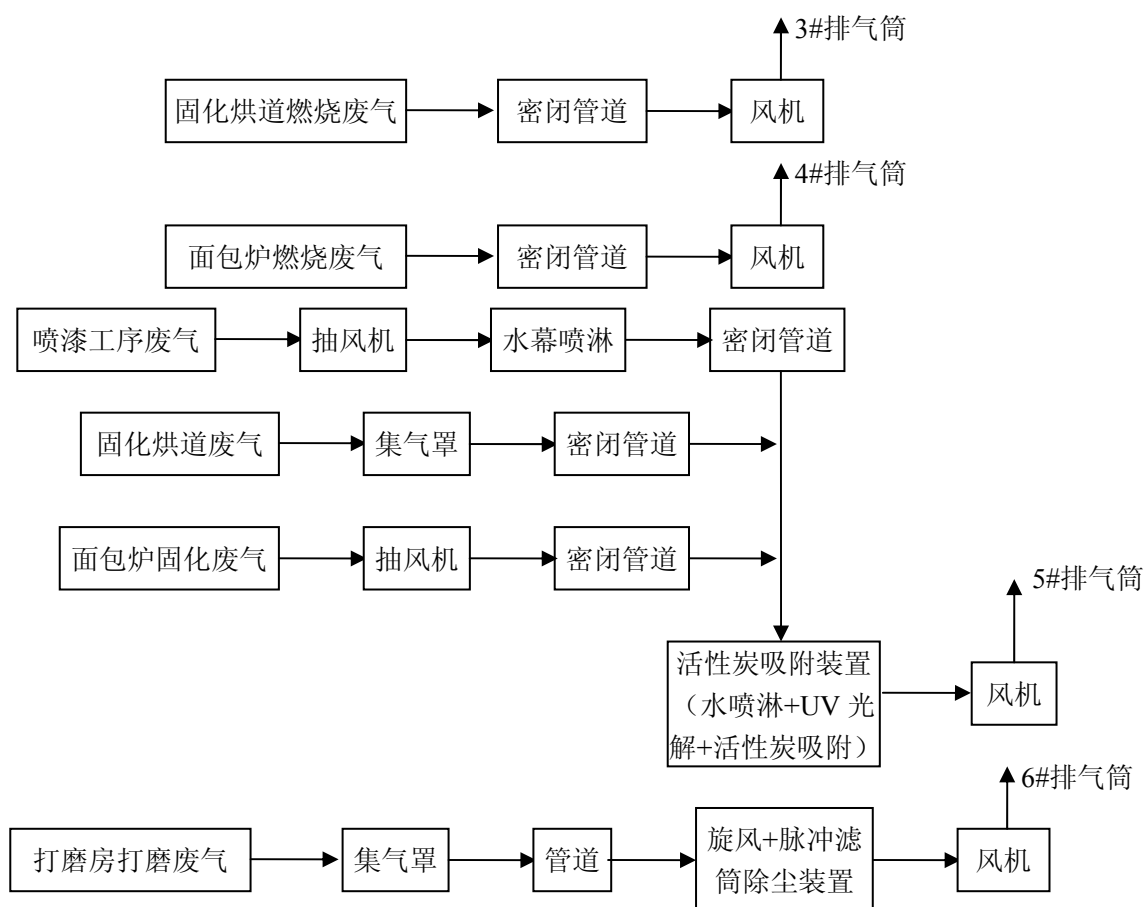 3#排气筒
固化烘道燃烧废气
密闭管道
风机
4#排气筒
面包炉燃烧废气
密闭管道
风机
喷漆工序废气
抽风机
水幕喷淋
密闭管道
固化烘道废气
集气罩
密闭管道
面包炉固化废气
抽风机
密闭管道
5#排气筒
活性炭吸附装置
（水喷淋+UV 光
解+活性炭吸附）
风机
6#排气筒
打磨房打磨废气
集气罩
管道
旋风+脉冲滤
筒除尘装置
风机